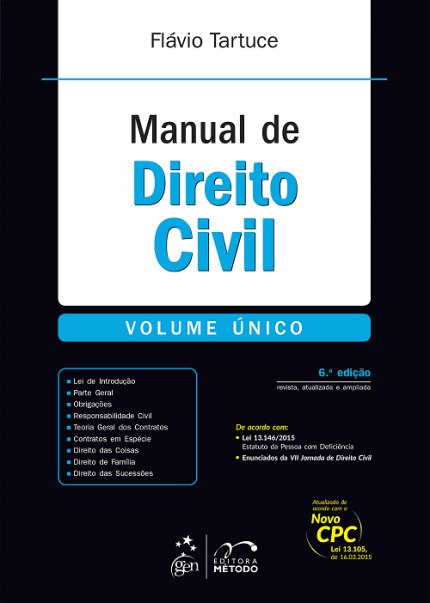 Flávio Tartuce
Manual de
Direito
Civil
VOLUME ÚNICO
6.ª edição
revista, atualizada e ampliada
Lei de Introdução
Parte Geral
Obrigações
Responsabilidade Civil
Teoria Geral dos Contratos
Contratos em Espécie
Direito das Coisas
Direito de Família
Direito das Sucessões
De acordo com:
Lei 13.146/2015
Estatuto da Pessoa com Deficiência
Enunciados da VII Jornada de Direito Civil
Atualizado de
acordo com o
Novo
CPC
Lei 13.105,
de 16.03.2015
gen
EDITORA
MÉTODO